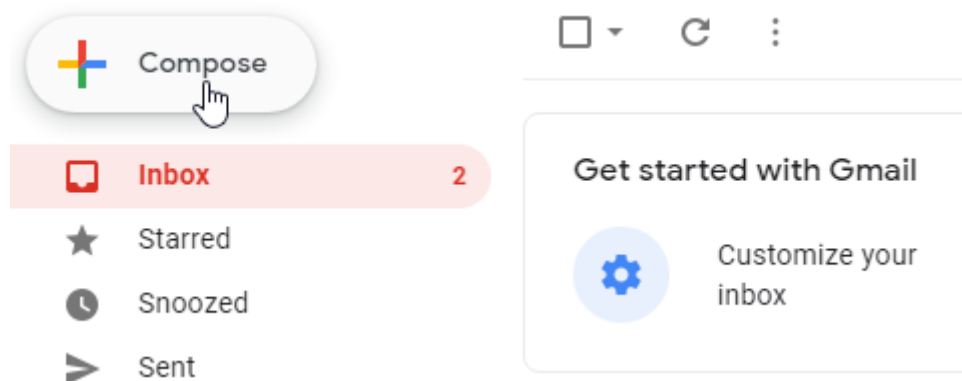 Compose
Inbox 2
Starred
Snoozed
Sent
Get started with Gmail
Customize your
inbox